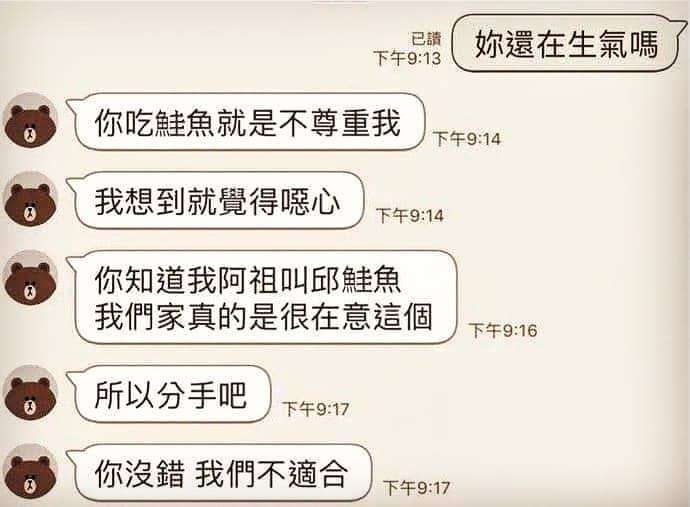 妳還在生氣嗎
已讀
下午9:13
你吃鮭魚就是不尊重我
下午9:14
我想到就覺得噁心
下午9:14
你知道我阿祖叫邱鮭魚
我們家真的是很在意這個
下午9:16
所以分手吧
下午9:17
你沒錯 我們不適合
下午9:17